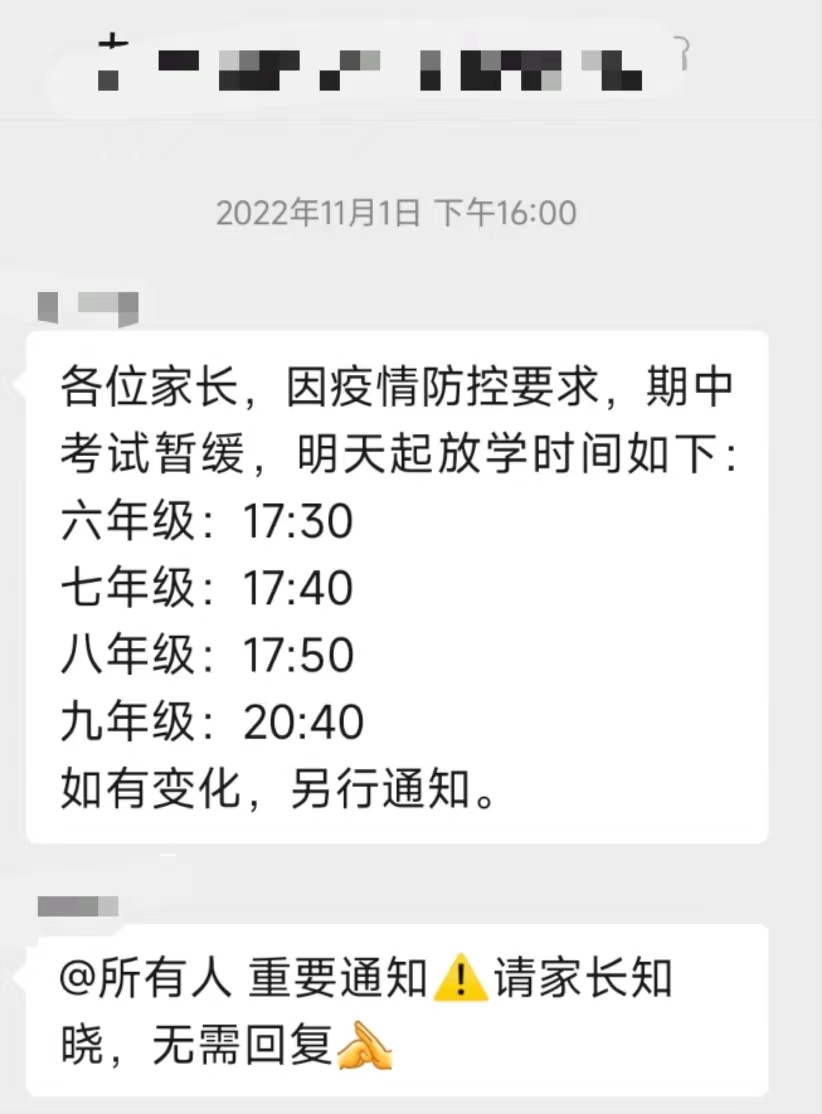 2022年11月1日 下午16:00
各位家长，因疫情防控要求，期中
考试暂缓，明天起放学时间如下：
六年级：17:30
七年级：17:40
八年级：17:50
九年级：20:40
如有变化，另行通知。
@所有人 重要通知⚠️请家长知
晓，无需回复🙏